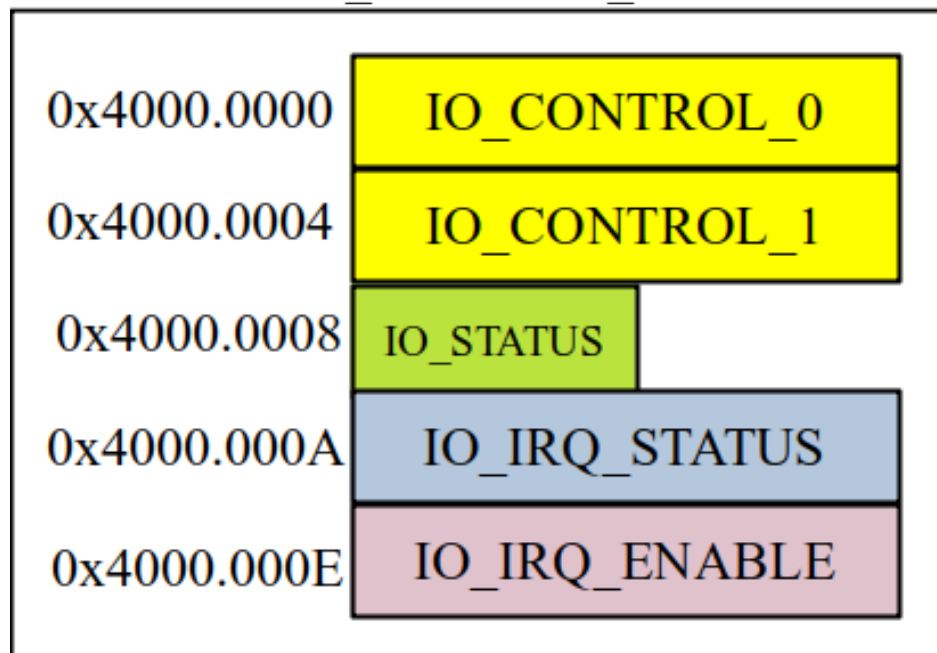 0x4000.0000 IO_CONTROL_0
0x4000.0004 IO_CONTROL_1
0x4000.0008 IO_STATUS
0x4000.000A IO_IRQ_STATUS
0x4000.000E IO_IRQ_ENABLE